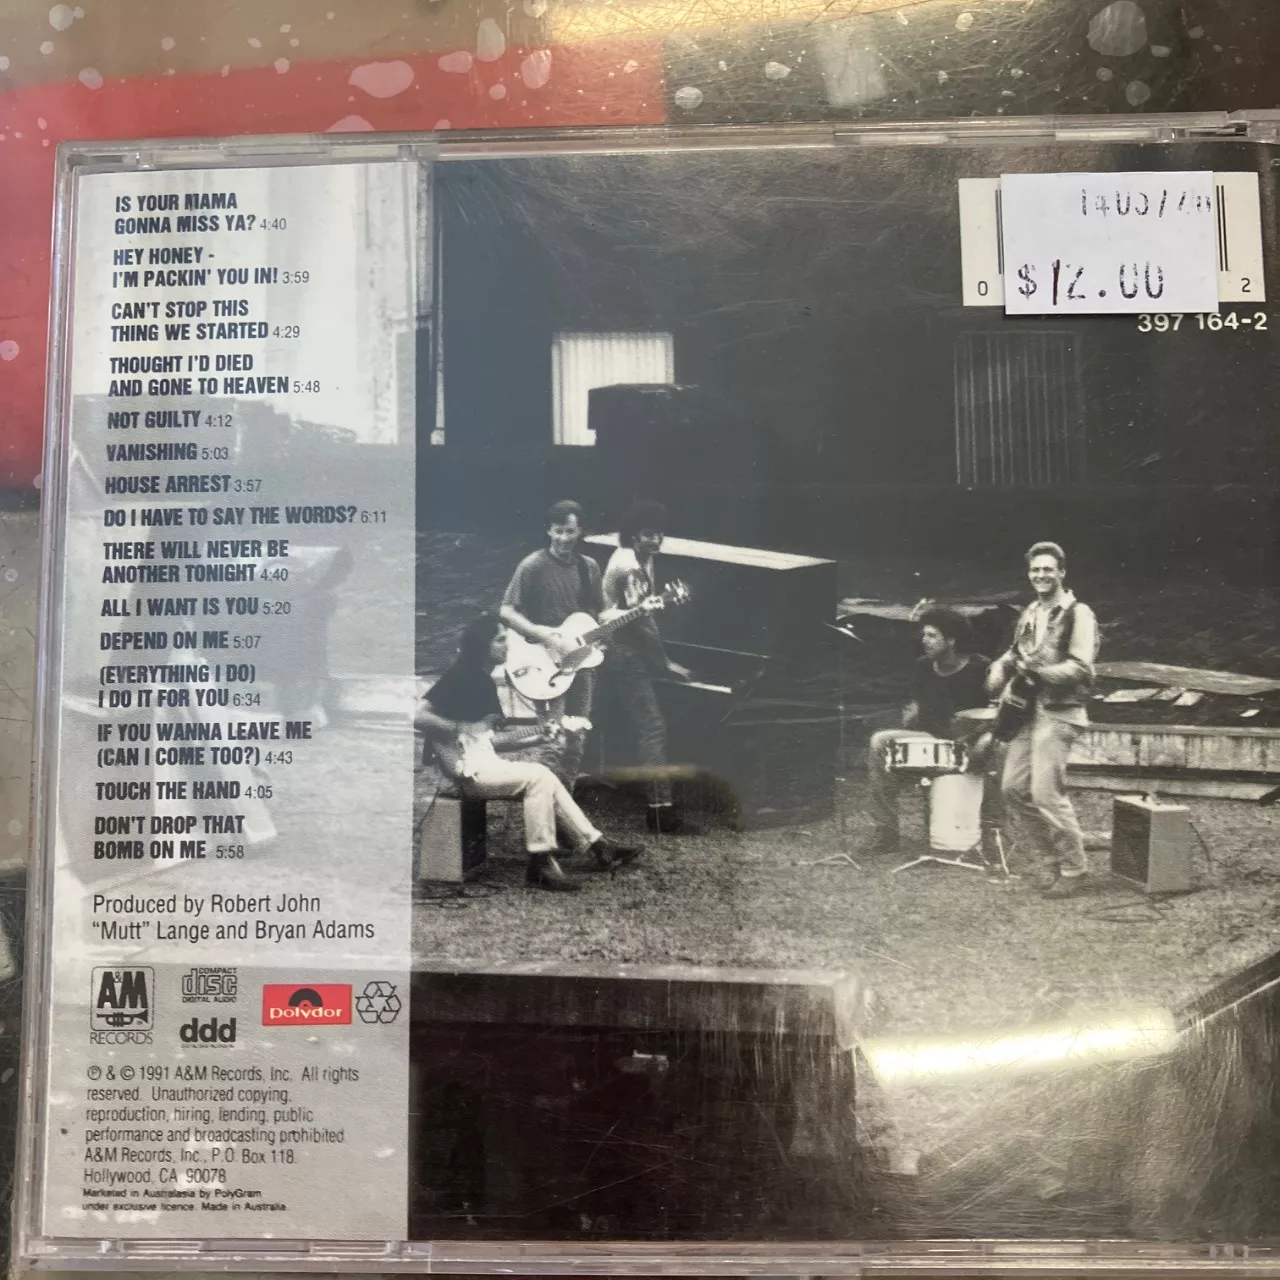 IS YOUR MAMA
GONNA MISS YA? 4:40
HEY HONEY -
I'M PACKIN' YOU IN! 3:59
CAN'T STOP THIS
THING WE STARTED 4:29
THOUGHT I'D DIED
AND GONE TO HEAVEN 5:48
NOT GUILTY 4:12
VANISHING 5:03
HOUSE ARREST 3:57
DO I HAVE TO SAY THE WORDS? 6:11
THERE WILL NEVER BE
ANOTHER TONIGHT 4:40
ALL I WANT IS YOU 5:20
DEPEND ON ME 5:07
(EVERYTHING I DO)
I DO IT FOR YOU 6:34
IF YOU WANNA LEAVE ME
(CAN I COME TOO?) 4:43
TOUCH THE HAND 4:05
DON'T DROP THAT
BOMB ON ME 5:58
Produced by Robert John
"Mutt" Lange and Bryan Adams
A&M
RECORDS
COMPACT
disc
DIGITAL AUDIO
ddd
Polydor
℗ & © 1991 A&M Records, Inc. All rights
reserved. Unauthorized copying,
reproduction, hiring, lending, public
performance and broadcasting prohibited.
A&M Records, Inc., P.O. Box 118,
Hollywood, CA 90078
Marketed in Australasia by PolyGram
under exclusive licence. Made in Australia.
$12.00
0
2
397 164-2